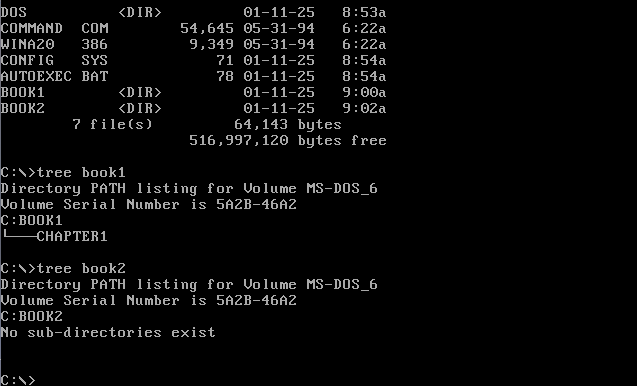 DOS          <DIR>         01-11-25   8:53a
COMMAND  COM        54,645 05-31-94   6:22a
WINA20   386         9,349 05-31-94   6:22a
CONFIG   SYS            71 01-11-25   8:54a
AUTOEXEC BAT            78 01-11-25   8:54a
BOOK1        <DIR>         01-11-25   9:00a
BOOK2        <DIR>         01-11-25   9:02a
        7 file(s)         64,143 bytes
                     516,997,120 bytes free
C:\>tree book1
Directory PATH listing for Volume MS-DOS_6
Volume Serial Number is 5A2B-46A2
C:BOOK1
└───CHAPTER1
C:\>tree book2
Directory PATH listing for Volume MS-DOS_6
Volume Serial Number is 5A2B-46A2
C:BOOK2
No sub-directories exist
C:\>